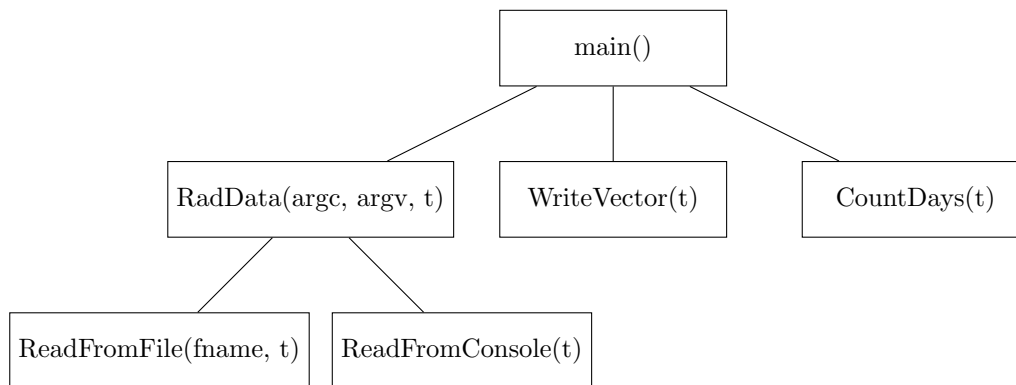 main()
RadData(argc, argv, t)
WriteVector(t)
CountDays(t)
ReadFromFile(fname, t)
ReadFromConsole(t)